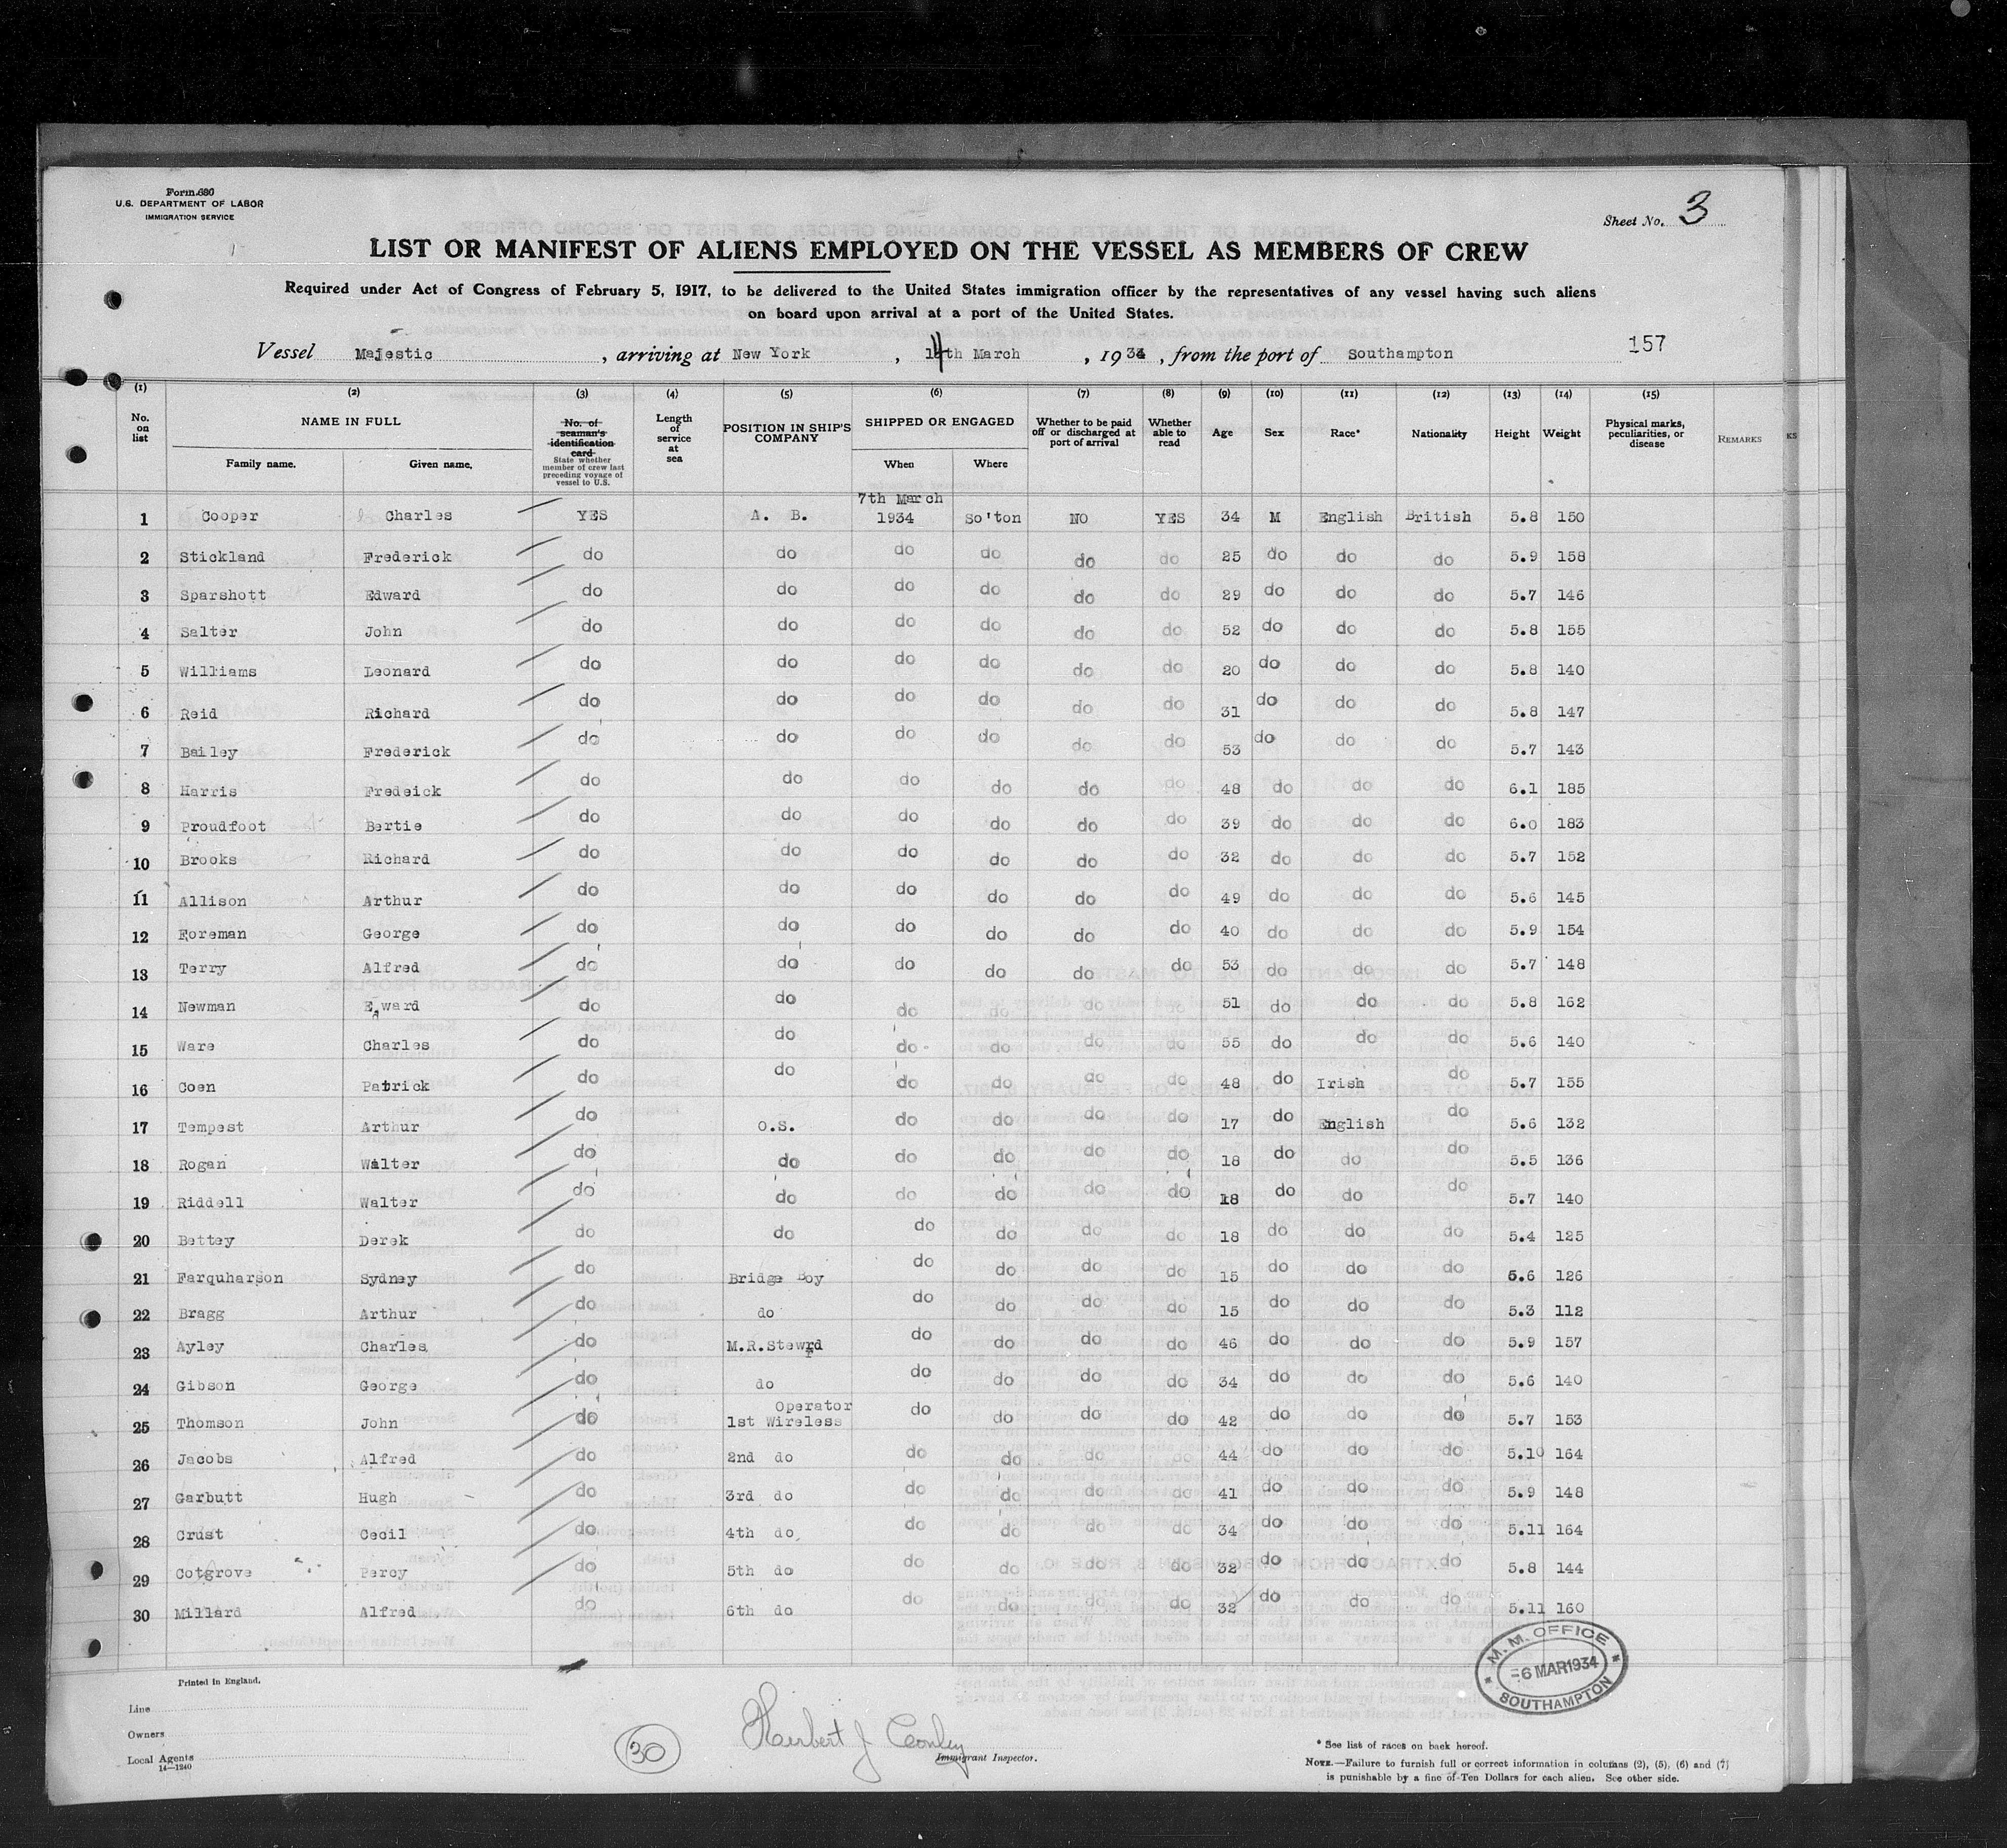 Form 680
U.S. DEPARTMENT OF LABOR
IMMIGRATION SERVICE
Sheet No. 3
LIST OR MANIFEST OF ALIENS EMPLOYED ON THE VESSEL AS MEMBERS OF CREW
Required under Act of Congress of February 5, 1917, to be delivered to the United States immigration officer by the representatives of any vessel having such aliens
on board upon arrival at a port of the United States.
Vessel Majestic, arriving at New York, 14th March, 1934, from the port of Southampton 157
(1) (2) (3) (4) (5) (6) (7) (8) (9) (10) (11) (12) (13) (14) (15)
No. on list NAME IN FULL Family name. Given name. No. of seaman's identification card State whether member of crew last preceding voyage of vessel to U.S. Length of service at sea POSITION IN SHIP'S COMPANY SHIPPED OR ENGAGED When Where Whether to be paid off or discharged at port of arrival Whether able to read Age Sex Race* Nationality Height Weight Physical marks, peculiarities, or disease REMARKS
7th March
1 Cooper Charles YES A. B. 1934 So'ton NO YES 34 M English British 5.8 150
2 Stickland Frederick do do do do do do 25 do do do 5.9 158
3 Sparshott Edward do do do do do do 29 do do do 5.7 146
4 Salter John do do do do do do 52 do do do 5.8 155
5 Williams Leonard do do do do do do 20 do do do 5.8 140
6 Reid Richard do do do do do do 31 do do do 5.8 147
7 Bailey Frederick do do do do do do 53 do do do 5.7 143
8 Harris Fredeick do do do do do do 48 do do do 6.1 185
9 Proudfoot Bertie do do do do do do 39 do do do 6.0 183
10 Brooks Richard do do do do do do 32 do do do 5.7 152
11 Allison Arthur do do do do do do 49 do do do 5.6 145
12 Foreman George do do do do do do 40 do do do 5.9 154
13 Terry Alfred do do do do do do 53 do do do 5.7 148
14 Newman E,ward do do do do do do 51 do do do 5.8 162
15 Ware Charles do do do do do do 55 do do do 5.6 140
16 Coen Patrick do do do do do do 48 do Irish do 5.7 155
17 Tempest Arthur do O.S. do do do do 17 do English do 5.6 132
18 Rogan Walter do do do do do do 18 do do do 5.5 136
19 Riddell Walter do do do do do do 18 do do do 5.7 140
20 Bettey Derek do do do do do do 18 do do do 5.4 125
21 Farquharson Sydney do Bridge Boy do do do do 15 do do do 5.6 126
22 Bragg Arthur do do do do do do 15 do do do 5.3 112
23 Ayley Charles do M.R.Stewrd do do do do 46 do do do 5.9 157
24 Gibson George do do do do do do 34 do do do 5.6 140
Operator
25 Thomson John do 1st Wireless do do do do 42 do do do 5.7 153
26 Jacobs Alfred do 2nd do do do do do 44 do do do 5.10 164
27 Garbutt Hugh do 3rd do do do do do 41 do do do 5.9 148
28 Crust Cecil do 4th do do do do do 34 do do do 5.11 164
29 Cotgrove Percy do 5th do do do do do 32 do do do 5.8 144
30 Millard Alfred do 6th do do do do do 32 do do do 5.11 160
M. M. OFFICE
6 MAR 1934
SOUTHAMPTON
Printed in England.
Line
Owners
Local Agents
14—1240
30
Herbert J Conley
Immigrant Inspector.
* See list of races on back hereof.
NOTE.—Failure to furnish full or correct information in columns (2), (5), (6) and (7)
is punishable by a fine of Ten Dollars for each alien. See other side.